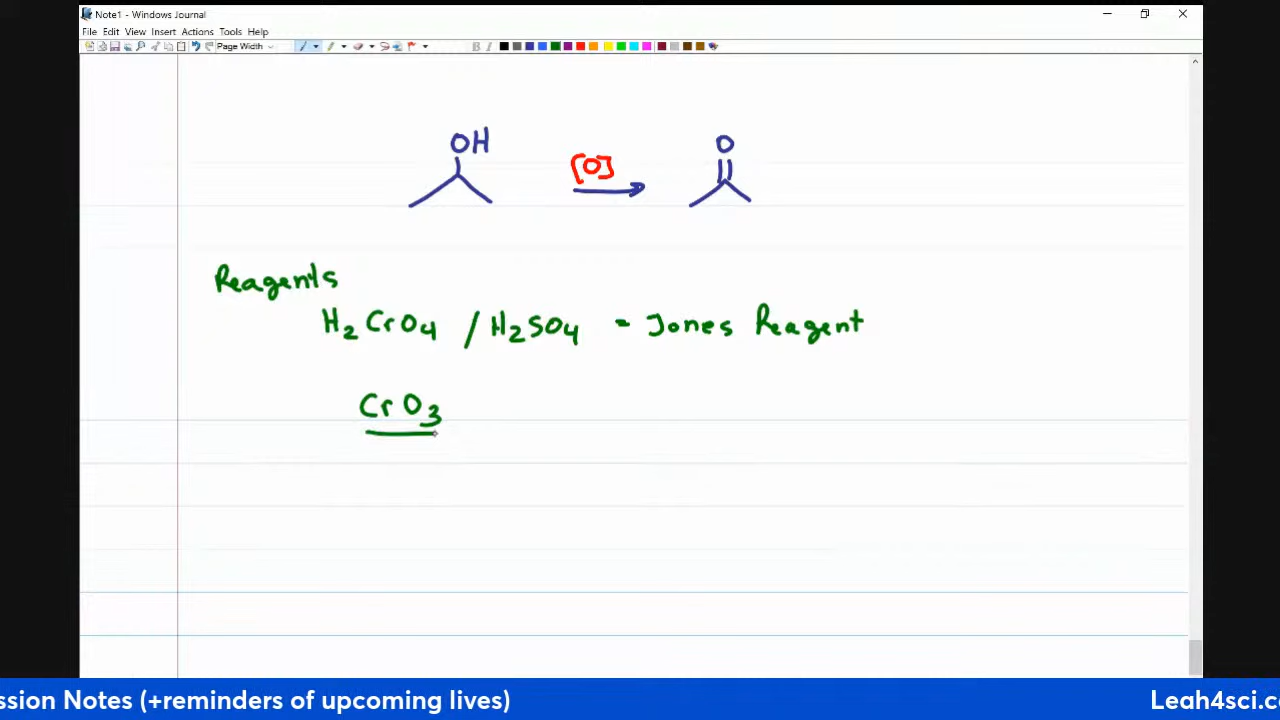 Note1 - Windows Journal
File Edit View Insert Actions Tools Help
Page Width B I
OH
[O]
O
Reagents
H2CrO4 / H2SO4 - Jones Reagent
CrO3
ssion Notes (+reminders of upcoming lives)
Leah4sci.c